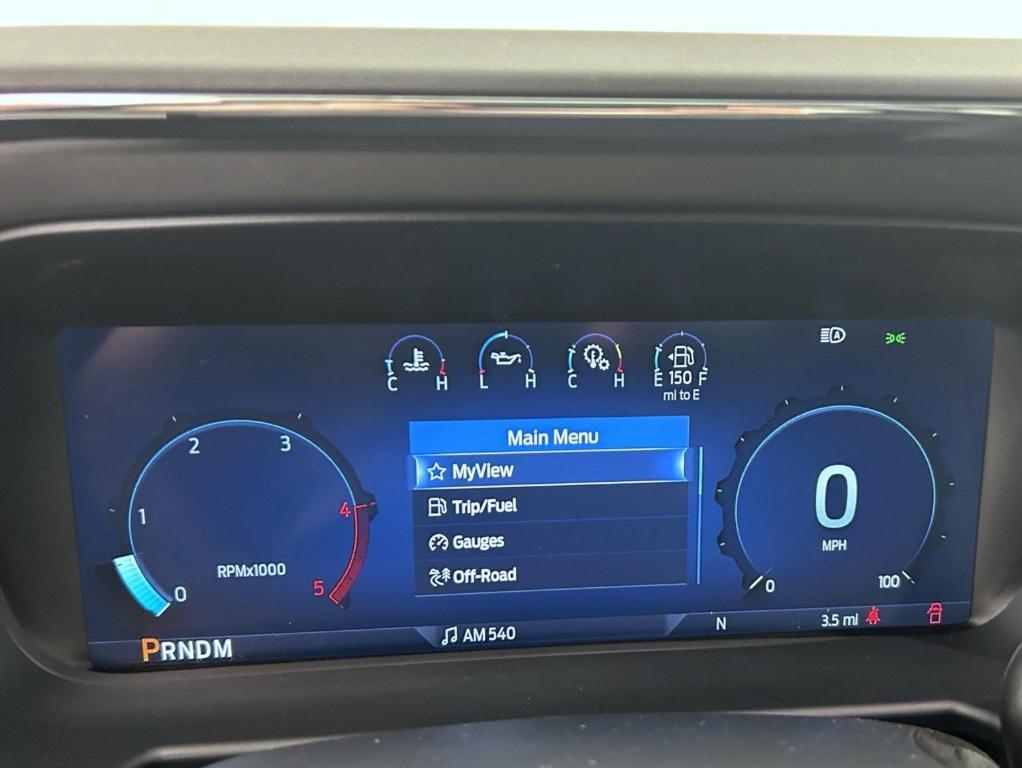 C H
L H
C H
E 150 F
mi to E
A
Main Menu
MyView
Trip/Fuel
Gauges
Off-Road
0
1
2
3
4
5
RPMx1000
0
MPH
0
100
PRNDM
AM 540
N
3.5 mi